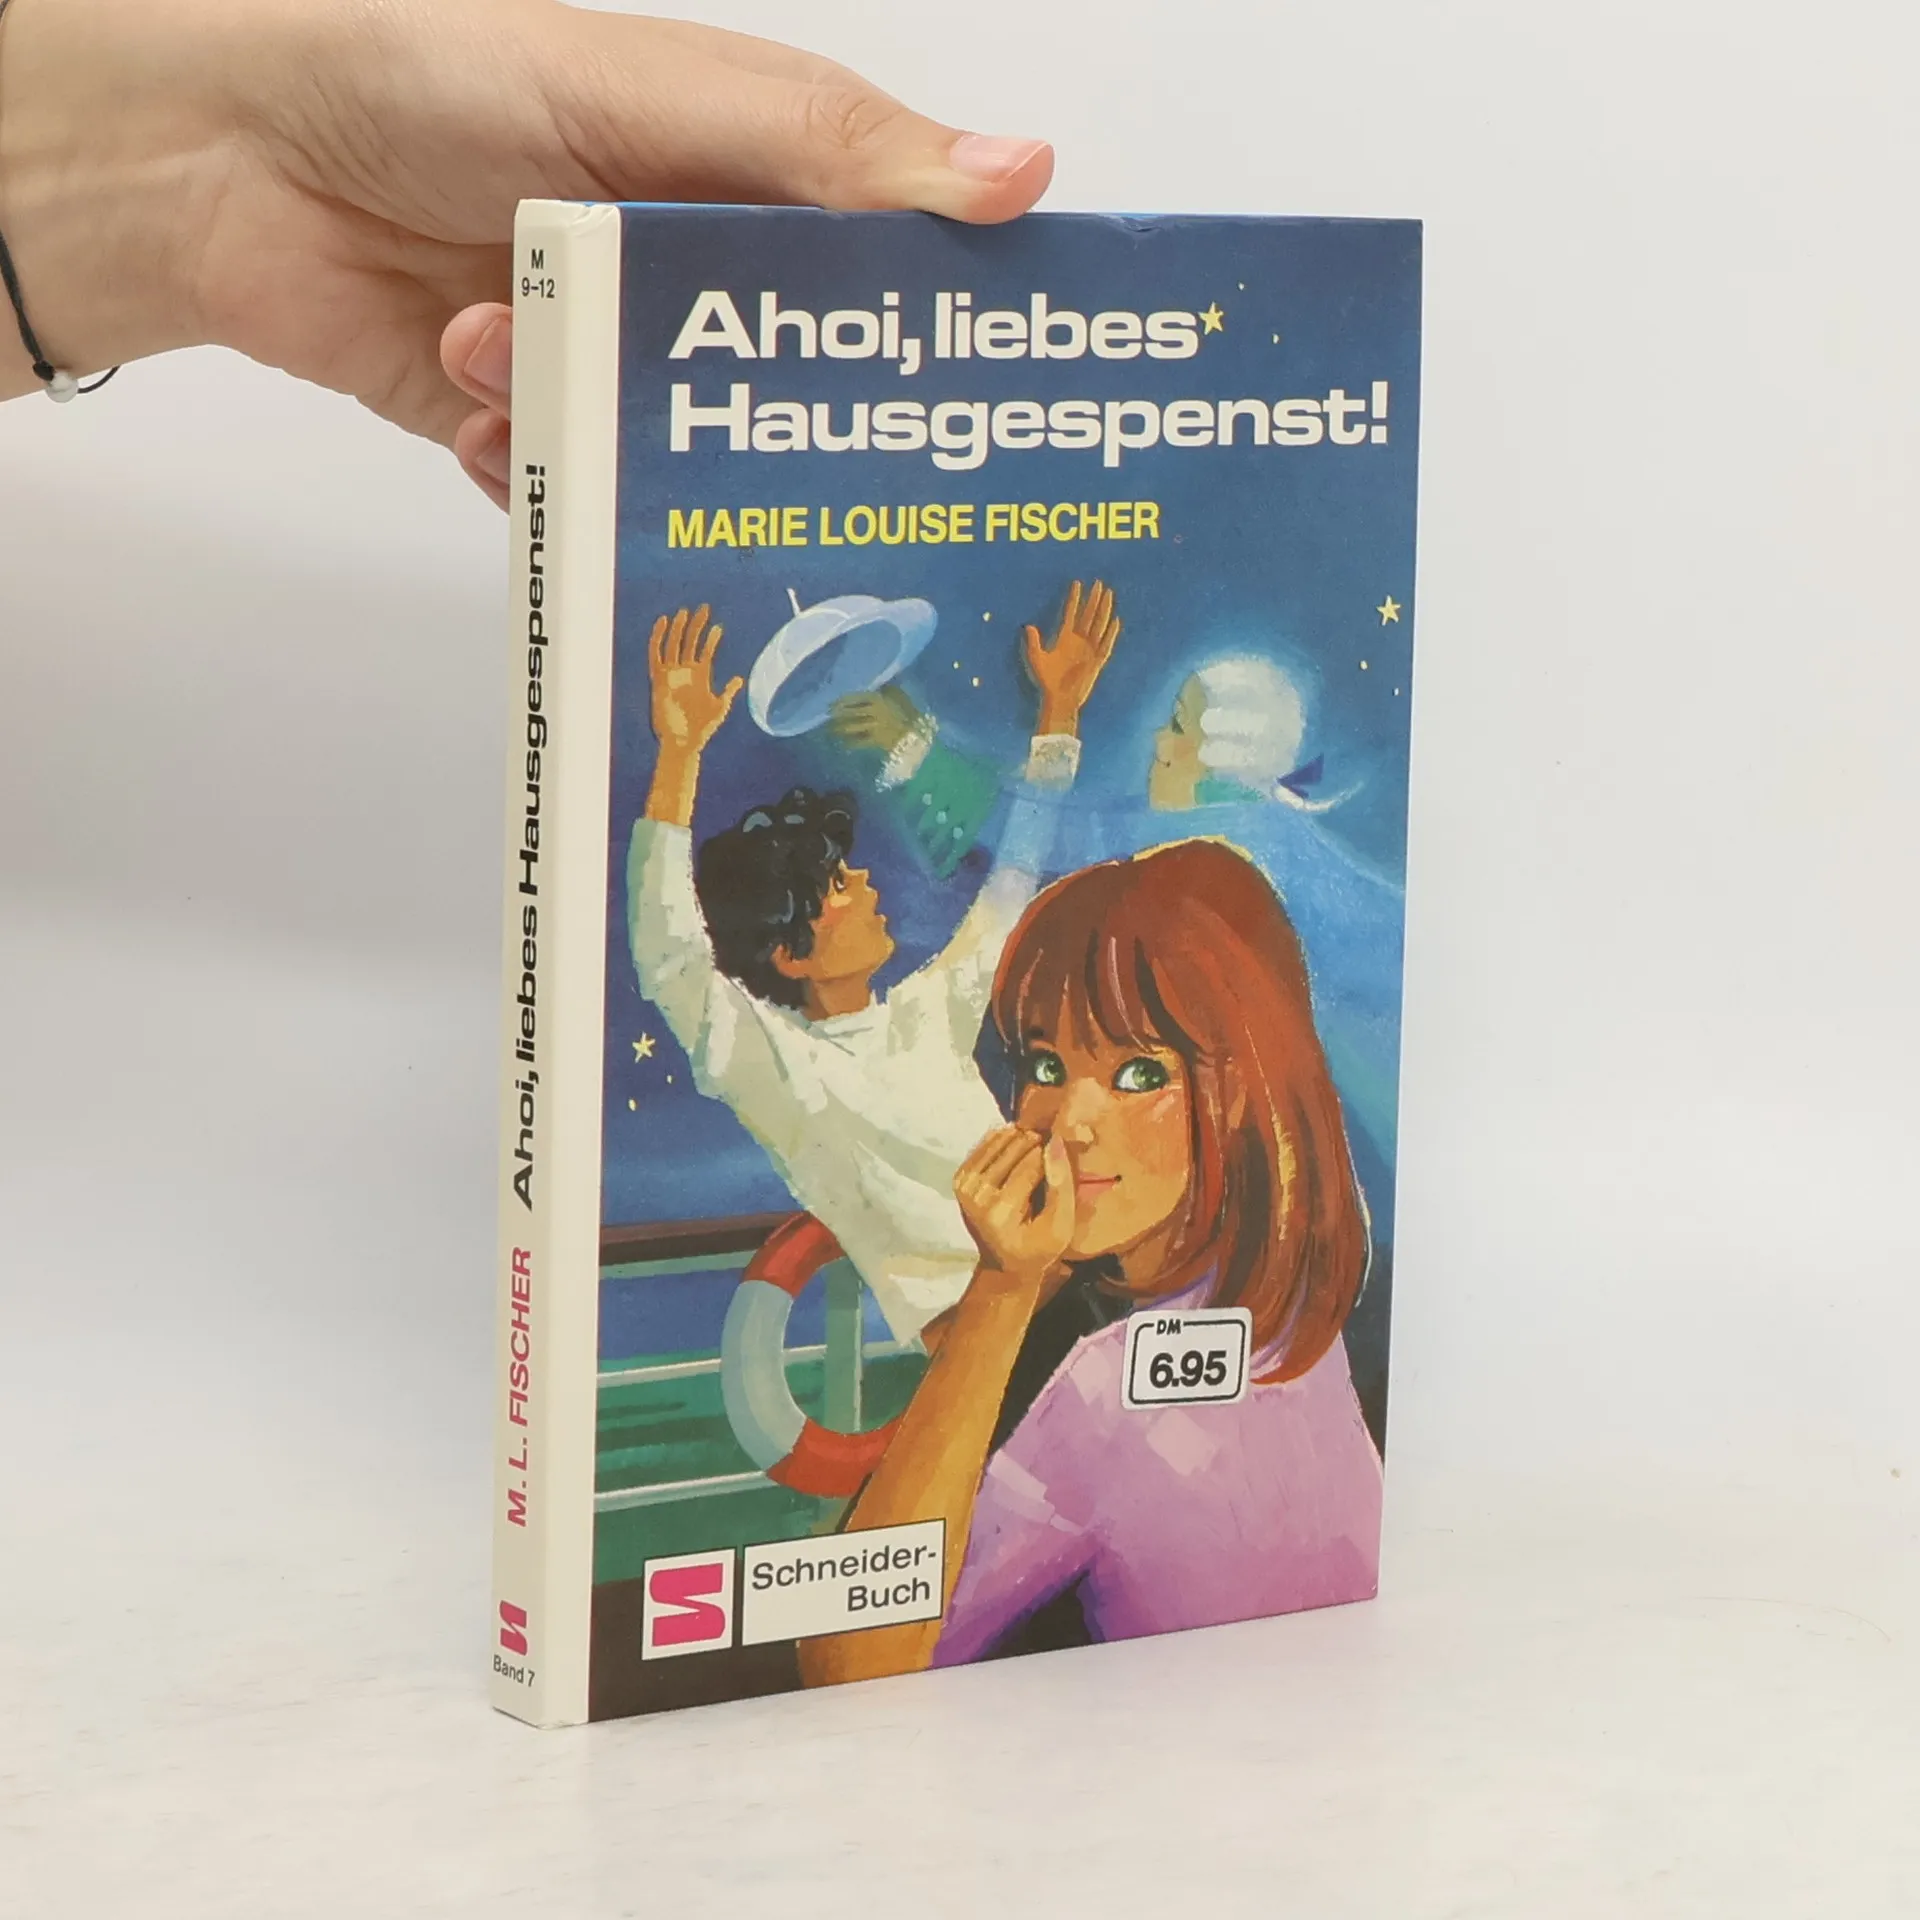 M
9-12
Ahoi, liebes Hausgespenst!
M. L. FISCHER
Band 7
Ahoi, liebes
Hausgespenst!
MARIE LOUISE FISCHER
DM
6.95
Schneider-
Buch